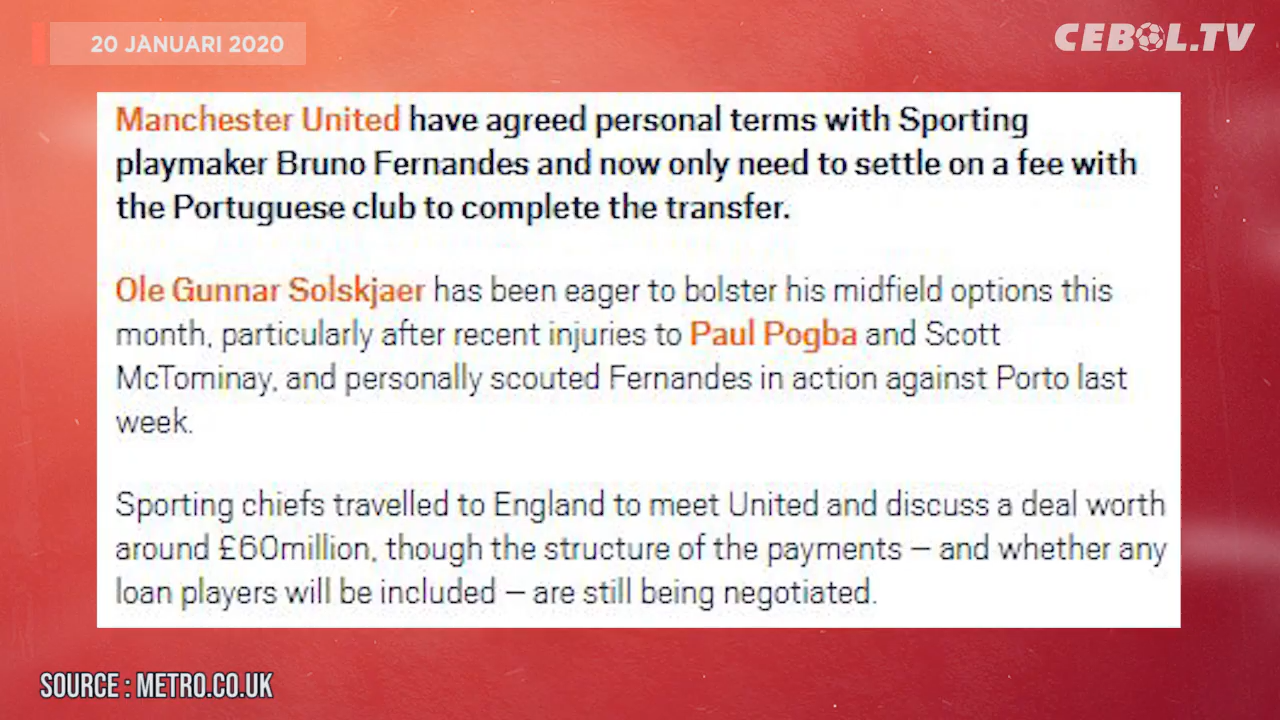 20 JANUARI 2020
CEBOL.TV
Manchester United have agreed personal terms with Sporting
playmaker Bruno Fernandes and now only need to settle on a fee with
the Portuguese club to complete the transfer.
Ole Gunnar Solskjaer has been eager to bolster his midfield options this
month, particularly after recent injuries to Paul Pogba and Scott
McTominay, and personally scouted Fernandes in action against Porto last
week.
Sporting chiefs travelled to England to meet United and discuss a deal worth
around £60million, though the structure of the payments – and whether any
loan players will be included – are still being negotiated.
SOURCE : METRO.CO.UK